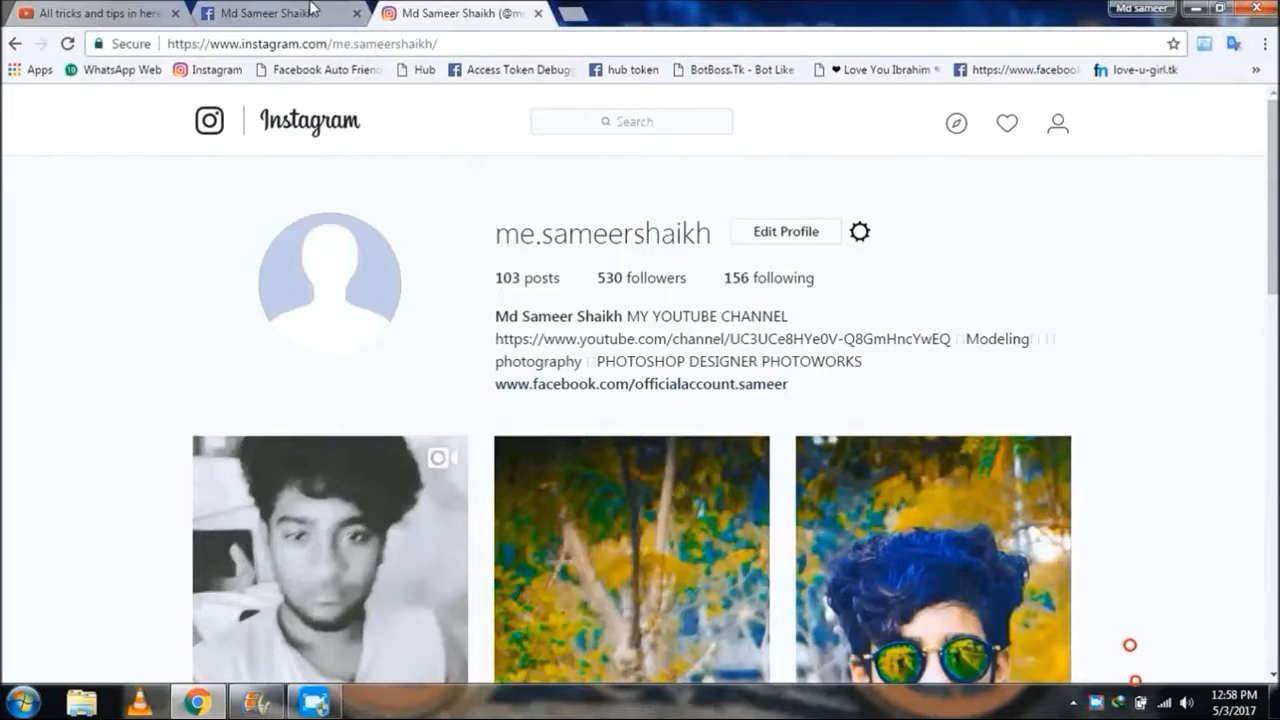 All tricks and tips in here
Md Sameer Shaikh
Md Sameer Shaikh (@me
Md sameer
Secure
https://www.instagram.com/me.sameershaikh/
Apps
WhatsApp Web
Instagram
Facebook Auto Frien
Hub
Access Token Debugg
hub token
BotBoss.Tk - Bot Like
❤ Love You Ibrahim
https://www.facebook
fn love-u-girl.tk
»
Instagram
Search
me.sameershaikh
Edit Profile
103 posts
530 followers
156 following
Md Sameer Shaikh MY YOUTUBE CHANNEL
https://www.youtube.com/channel/UC3UCe8HYe0V-Q8GmHncYwEQ Modeling
photography PHOTOSHOP DESIGNER PHOTOWORKS
www.facebook.com/officialaccount.sameer
12:58 PM
5/3/2017